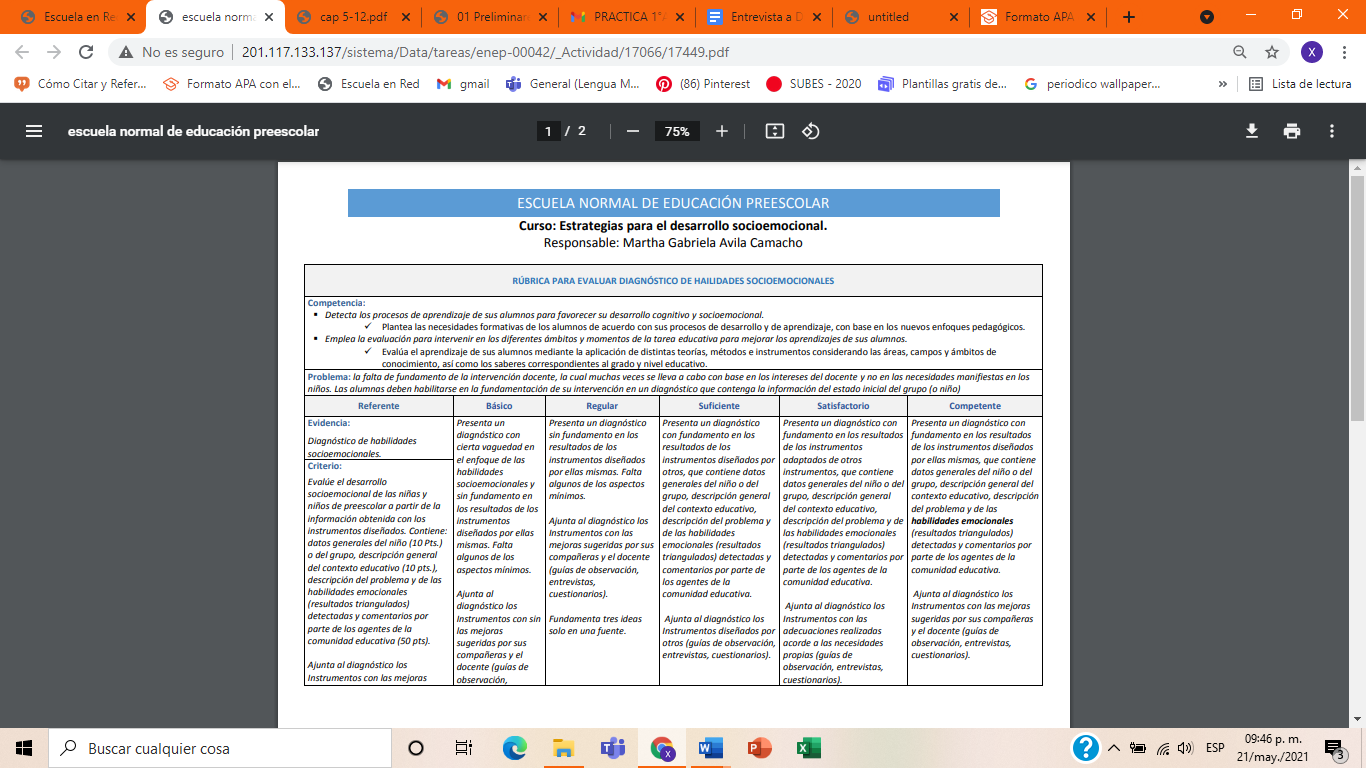 Escuela en Re
escuela norma
cap 5-12.pdf
01 Preliminar
PRACTICA 1°A
Entrevista a D
untitled
Formato APA
No es seguro
201.117.133.137/sistema/Data/tareas/enep-00042/_Actividad/17066/17449.pdf
X
Cómo Citar y Refer...
Formato APA con el...
Escuela en Red
gmail
General (Lengua M...
(86) Pinterest
SUBES - 2020
Plantillas gratis de...
periodico wallpaper...
»
Lista de lectura
escuela normal de educación preescolar
1 / 2
75%
ESCUELA NORMAL DE EDUCACIÓN PREESCOLAR
Curso: Estrategias para el desarrollo socioemocional.
Responsable: Martha Gabriela Avila Camacho
RÚBRICA PARA EVALUAR DIAGNÓSTICO DE HAILIDADES SOCIOEMOCIONALES
Competencia:
▪ Detecta los procesos de aprendizaje de sus alumnos para favorecer su desarrollo cognitivo y socioemocional.
✓ Plantea las necesidades formativas de los alumnos de acuerdo con sus procesos de desarrollo y de aprendizaje, con base en los nuevos enfoques pedagógicos.
▪ Emplea la evaluación para intervenir en los diferentes ámbitos y momentos de la tarea educativa para mejorar los aprendizajes de sus alumnos.
✓ Evalúa el aprendizaje de sus alumnos mediante la aplicación de distintas teorías, métodos e instrumentos considerando las áreas, campos y ámbitos de
conocimiento, así como los saberes correspondientes al grado y nivel educativo.
Problema: la falta de fundamento de la intervención docente, la cual muchas veces se lleva a cabo con base en los intereses del docente y no en las necesidades manifiestas en los
niños. Las alumnas deben habilitarse en la fundamentación de su intervención en un diagnóstico que contenga la información del estado inicial del grupo (o niño)
Referente
Básico
Regular
Suficiente
Satisfactorio
Competente
Evidencia:
Diagnóstico de habilidades
socioemocionales.
Criterio:
Evalúe el desarrollo
socioemocional de las niñas y
niños de preescolar a partir de la
información obtenida con los
instrumentos diseñados. Contiene:
datos generales del niño (10 Pts.)
o del grupo, descripción general
del contexto educativo (10 pts.),
descripción del problema y de las
habilidades emocionales
(resultados triangulados)
detectadas y comentarios por
parte de los agentes de la
comunidad educativa (50 pts).
Ajunta al diagnóstico los
Instrumentos con las mejoras
Presenta un
diagnóstico con
cierta vaguedad en
el enfoque de las
habilidades
socioemocionales y
sin fundamento en
los resultados de los
instrumentos
diseñados por ellas
mismas. Falta
algunos de los
aspectos mínimos.
Ajunta al
diagnóstico los
Instrumentos con sin
las mejoras
sugeridas por sus
compañeras y el
docente (guías de
observación,
Presenta un diagnóstico
sin fundamento en los
resultados de los
instrumentos diseñados
por ellas mismas. Falta
algunos de los aspectos
mínimos.
Ajunta al diagnóstico los
Instrumentos con las
mejoras sugeridas por sus
compañeras y el docente
(guías de observación,
entrevistas,
cuestionarios).
Fundamenta tres ideas
solo en una fuente.
Presenta un diagnóstico
con fundamento en los
resultados de los
instrumentos diseñados por
otros, que contiene datos
generales del niño o del
grupo, descripción general
del contexto educativo,
descripción del problema y
de las habilidades
emocionales (resultados
triangulados) detectadas y
comentarios por parte de
los agentes de la
comunidad educativa.
Ajunta al diagnóstico los
Instrumentos diseñados por
otros (guías de observación,
entrevistas, cuestionarios).
Presenta un diagnóstico con
fundamento en los resultados
de los instrumentos
adaptados de otros
instrumentos, que contiene
datos generales del niño o del
grupo, descripción general
del contexto educativo,
descripción del problema y de
las habilidades emocionales
(resultados triangulados)
detectadas y comentarios por
parte de los agentes de la
comunidad educativa.
Ajunta al diagnóstico los
Instrumentos con las
adecuaciones realizadas
acorde a las necesidades
propias (guías de
observación, entrevistas,
cuestionarios).
Presenta un diagnóstico con
fundamento en los resultados
de los instrumentos diseñados
por ellas mismas, que contiene
datos generales del niño o del
grupo, descripción general del
contexto educativo, descripción
del problema y de las
habilidades emocionales
(resultados triangulados)
detectadas y comentarios por
parte de los agentes de la
comunidad educativa.
Ajunta al diagnóstico los
Instrumentos con las mejoras
sugeridas por sus compañeras
y el docente (guías de
observación, entrevistas,
cuestionarios).
Buscar cualquier cosa
ESP
09:46 p. m.
21/may./2021
3